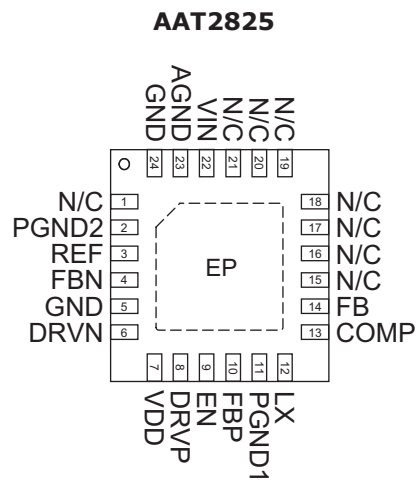 AAT2825
GND
AGND
VIN
N/C
N/C
N/C
24
23
22
21
20
19
N/C 1
PGND2 2
REF 3
FBN 4
GND 5
DRVN 6
EP
18 N/C
17 N/C
16 N/C
15 N/C
14 FB
13 COMP
7
8
9
10
11
12
VDD
DRVP
EN
FBP
PGND1
LX